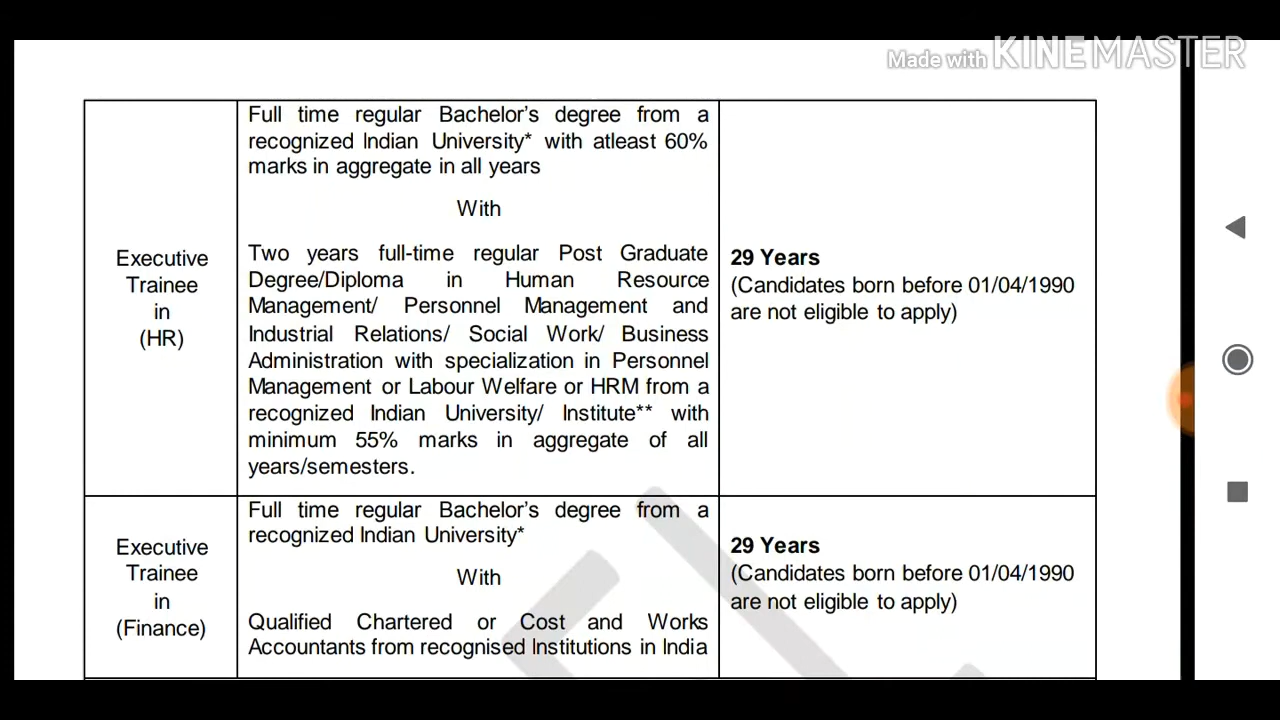 Made with KINEMASTER
Full time regular Bachelor's degree from a
recognized Indian University* with atleast 60%
marks in aggregate in all years
With
Executive
Trainee
in
(HR)
Two years full-time regular Post Graduate
Degree/Diploma in Human Resource
Management/ Personnel Management and
Industrial Relations/ Social Work/ Business
Administration with specialization in Personnel
Management or Labour Welfare or HRM from a
recognized Indian University/ Institute** with
minimum 55% marks in aggregate of all
years/semesters.
29 Years
(Candidates born before 01/04/1990
are not eligible to apply)
Executive
Trainee
in
(Finance)
Full time regular Bachelor's degree from a
recognized Indian University*
With
Qualified Chartered or Cost and Works
Accountants from recognised Institutions in India
29 Years
(Candidates born before 01/04/1990
are not eligible to apply)